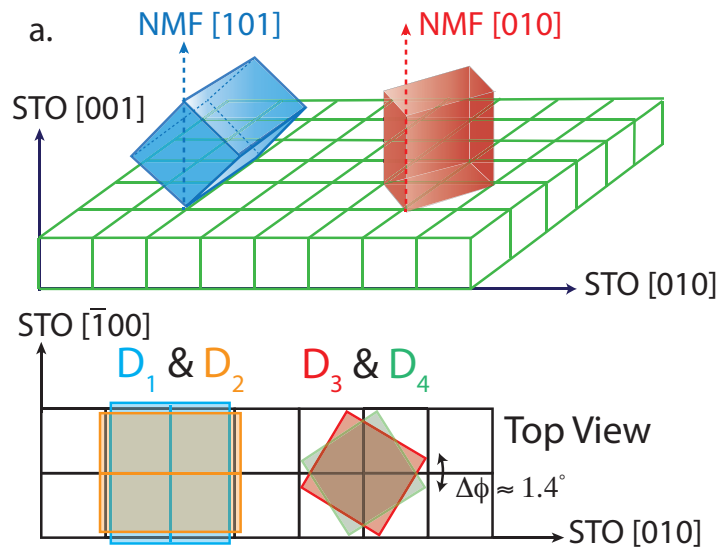 a.
NMF [101]
NMF [010]
STO [001]
STO [010]
STO [1̅00]
D₁ & D₂
D₃ & D₄
Top View
Δϕ ≈ 1.4°
STO [010]